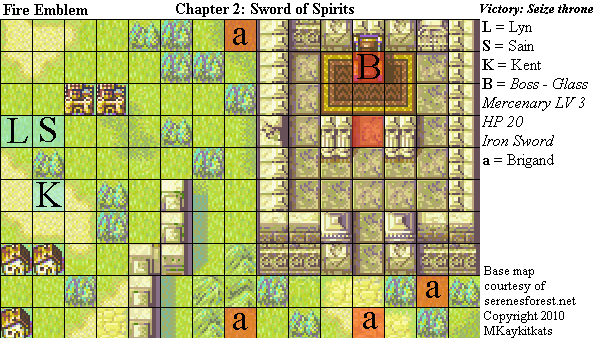 Fire Emblem
Chapter 2: Sword of Spirits
Victory: Seize throne
L = Lyn
S = Sain
K = Kent
B = Boss - Glass
Mercenary LV 3
HP 20
Iron Sword
a = Brigand
a
B
L S
K
Base map
courtesy of
serenesforest.net
Copyright 2010
MKaykitkats
a
a
a